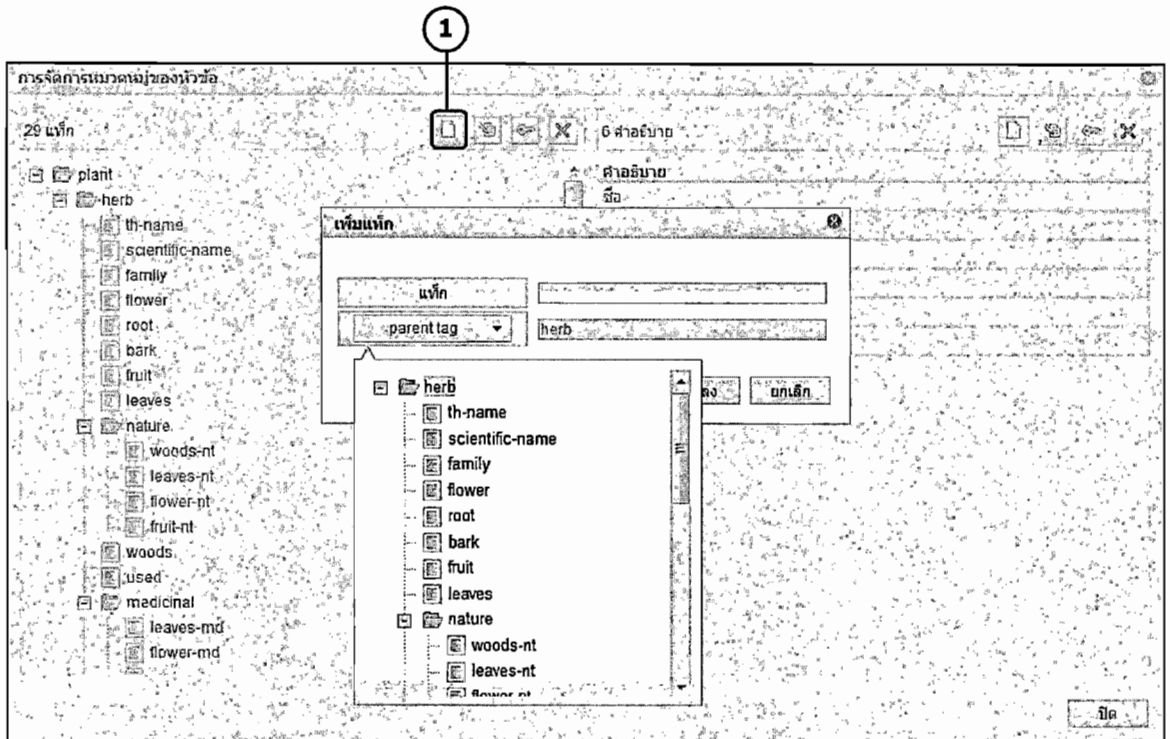 1
การจัดการหมวดหมู่ของหัวข้อ
29 แท็ก
6 คำอธิบาย
plant
herb
th-name
scientific-name
family
flower
root
bark
fruit
leaves
nature
woods-nt
leaves-nt
flower-nt
fruit-nt
woods
used
medicinal
leaves-md
flower-md
คำอธิบาย
ชื่อ
เพิ่มแท็ก
แท็ก
parent tag
herb
ยกเลิก
herb
th-name
scientific-name
family
flower
root
bark
fruit
leaves
nature
woods-nt
leaves-nt
flower-nt
ปิด